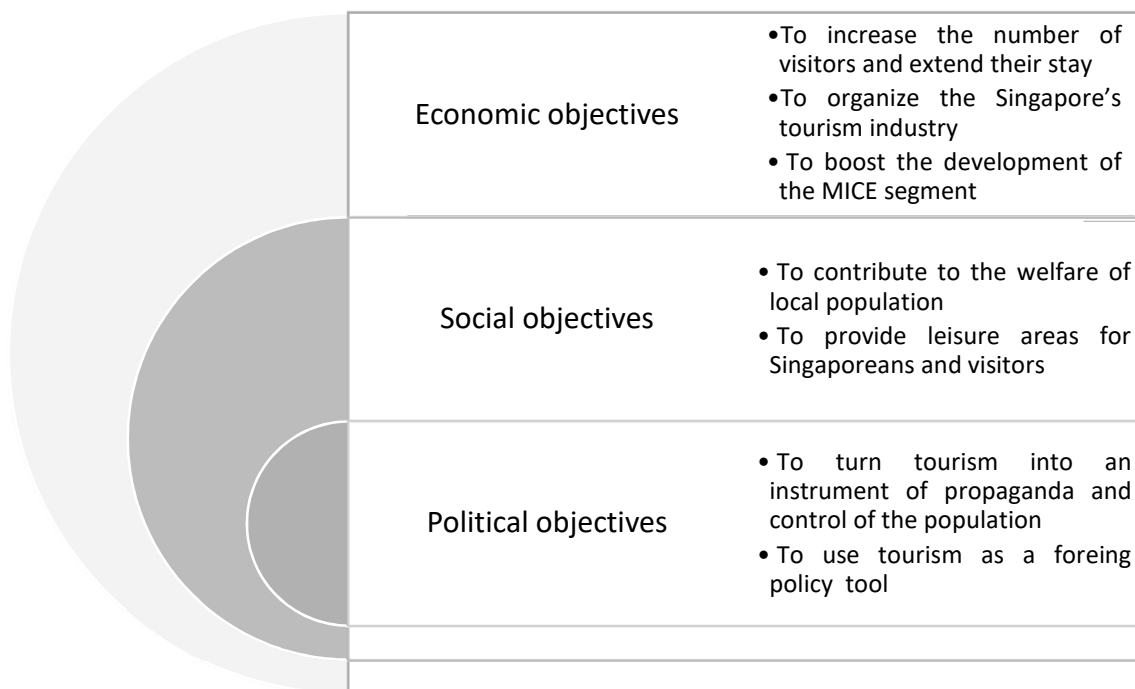 Economic objectives
•To increase the number of
visitors and extend their stay
•To organize the Singapore’s
tourism industry
• To boost the development of
the MICE segment
Social objectives
• To contribute to the welfare of
local population
• To provide leisure areas for
Singaporeans and visitors
Political objectives
• To turn tourism into an
instrument of propaganda and
control of the population
• To use tourism as a foreing
policy tool